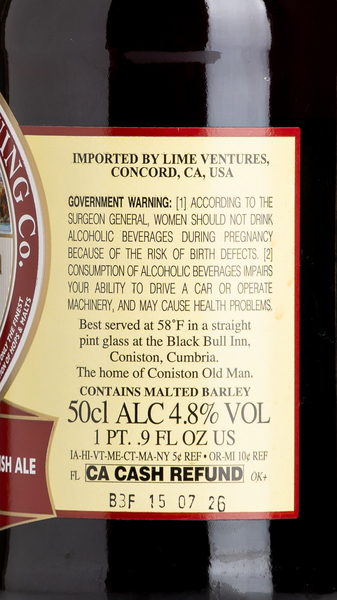 ING Co.
IMPORTED BY LIME VENTURES,
CONCORD, CA, USA
GOVERNMENT WARNING: [1] ACCORDING TO THE
SURGEON GENERAL, WOMEN SHOULD NOT DRINK
ALCOHOLIC BEVERAGES DURING PREGNANCY
BECAUSE OF THE RISK OF BIRTH DEFECTS. [2]
CONSUMPTION OF ALCOHOLIC BEVERAGES IMPAIRS
YOUR ABILITY TO DRIVE A CAR OR OPERATE
MACHINERY, AND MAY CAUSE HEALTH PROBLEMS.
Best served at 58°F in a straight
pint glass at the Black Bull Inn,
Coniston, Cumbria.
The home of Coniston Old Man.
CONTAINS MALTED BARLEY
50cl ALC 4.8% VOL
1 PT. .9 FL OZ US
IA-HI-VT-ME-CT-MA-NY 5¢ REF • OR-MI 10¢ REF
FL CA CASH REFUND OK+
B3F 15 07 26
THE FINEST
OF HOPS & MALTS
SH ALE